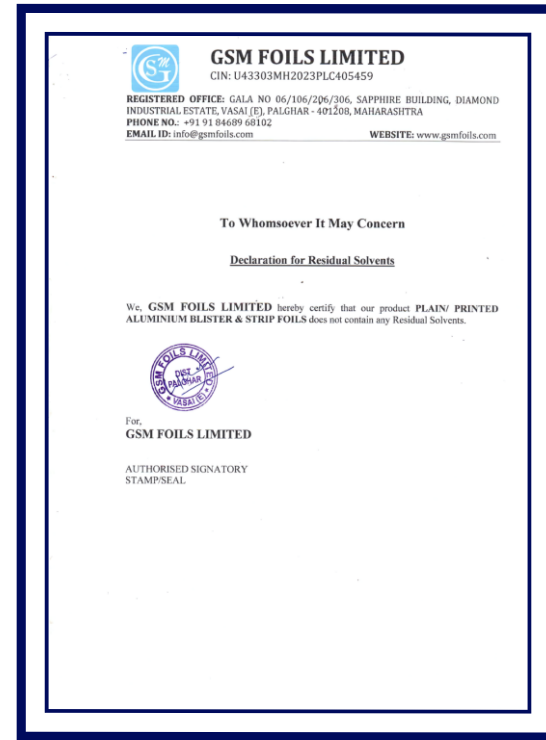 GSM FOILS LIMITED
CIN: U43303MH2023PLC405459
REGISTERED OFFICE: GALA NO 06/106/206/306, SAPPHIRE BUILDING, DIAMOND
INDUSTRIAL ESTATE, VASAI (E), PALGHAR - 401208, MAHARASHTRA
PHONE NO.: +91 91 84689 68102
EMAIL ID: info@gsmfoils.com WEBSITE: www.gsmfoils.com
To Whomsoever It May Concern
Declaration for Residual Solvents
We, GSM FOILS LIMITED hereby certify that our product PLAIN/ PRINTED
ALUMINIUM BLISTER & STRIP FOILS does not contain any Residual Solvents.
GSM FOILS LIMITED
DIST.
PALGHAR
VASAI (E)
For,
GSM FOILS LIMITED
AUTHORISED SIGNATORY
STAMP/SEAL